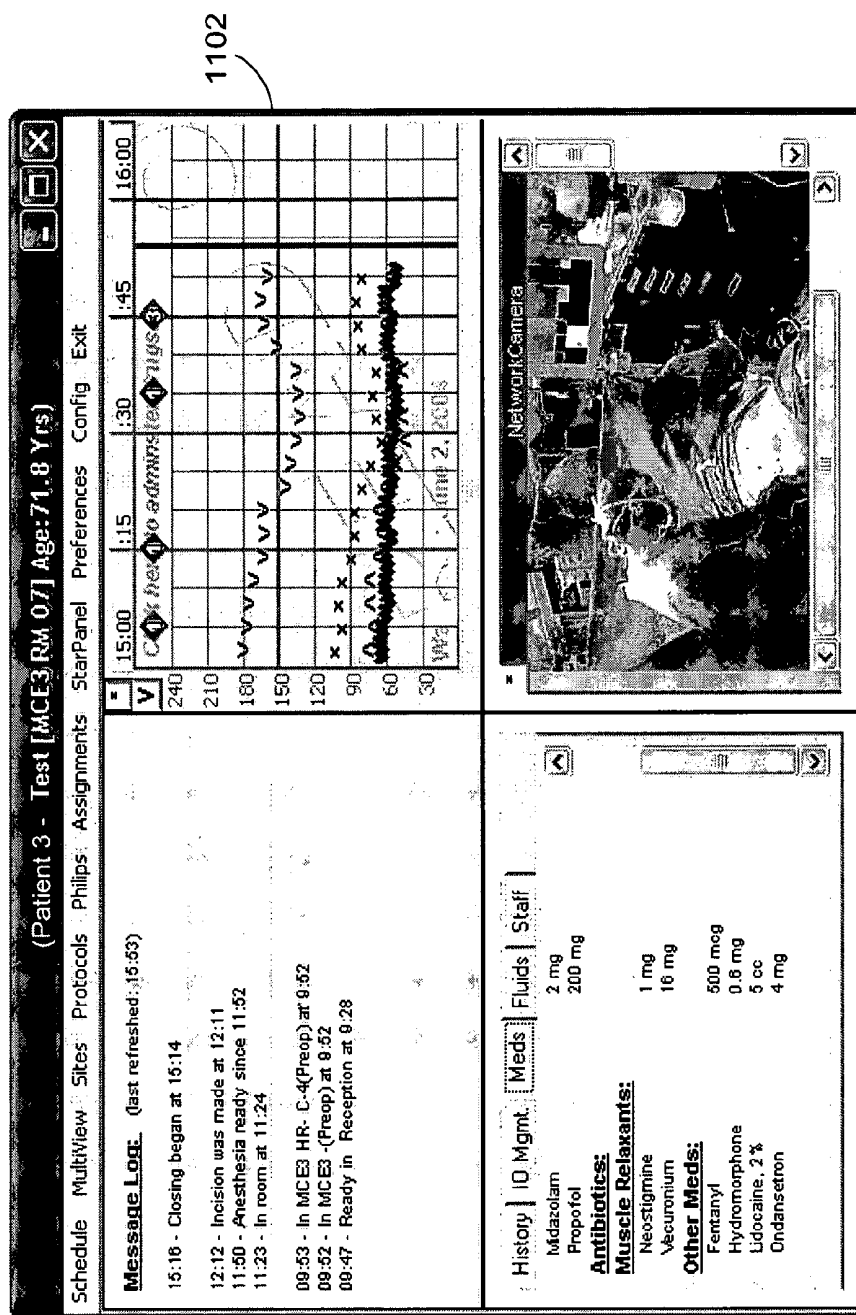 (Patient 3 - Test [MCE3 RM 07] Age:71.8 Yrs)
Schedule MultiView Sites Protocols Philips Assignments StarPanel Preferences Config Exit
Message Log: (last refreshed: 15:53)
15:16 - Closing began at 15:14
12:12 - Incision was made at 12:11
11:50 - Anesthesia ready since 11:52
11:23 - In room at 11:24
09:53 - In MCE3 HR- C-4(Preop) at 9:52
09:52 - In MCE3 -(Preop) at 9:52
09:47 - Ready in Reception at 9:28
15:00 1:15 1:30 1:45 16:00
240
210
180
150
120
90
60
30
June 2, 2008
History IO Mgmt. Meds Fluids Staff
Midazolam 2 mg
Propofol 200 mg
Antibiotics:
Muscle Relaxants:
Neostigmine 1 mg
Vecuronium 16 mg
Other Meds:
Fentanyl 500 mcg
Hydromorphone 0.6 mg
Lidocaine, 2 % 5 cc
Ondansetron 4 mg
NetworkCamera
1102